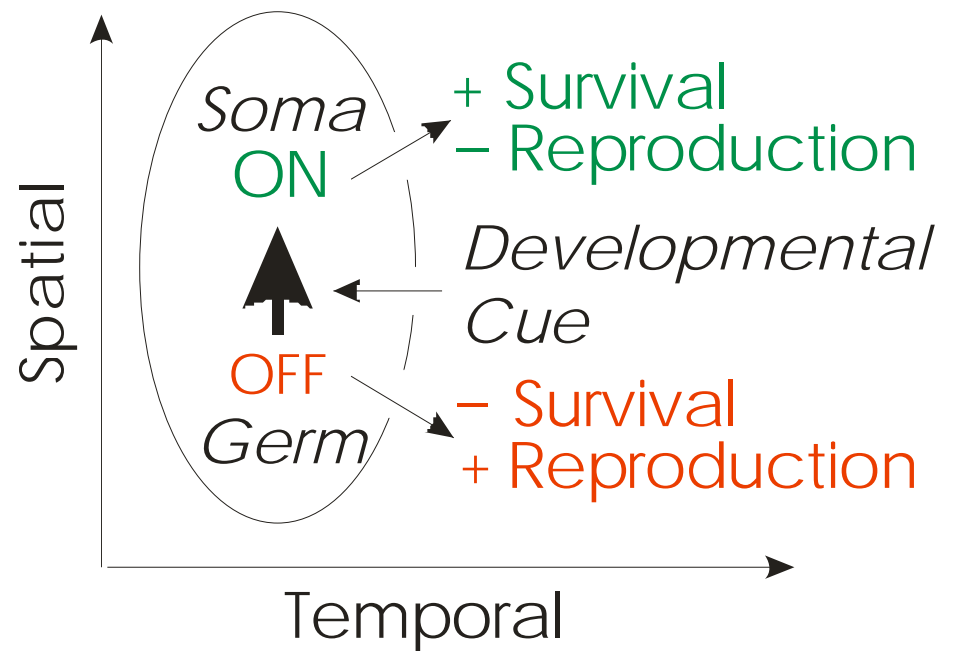 Spatial
Soma
ON
OFF
Germ
+ Survival
– Reproduction
Developmental
Cue
– Survival
+ Reproduction
Temporal